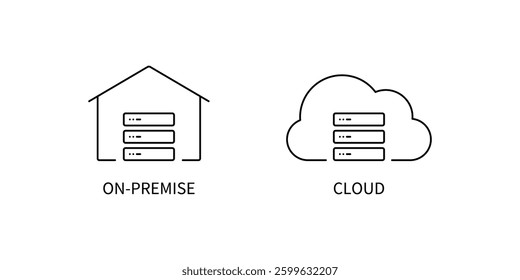 ON-PREMISE
CLOUD
shutterstock.com · 2599632207